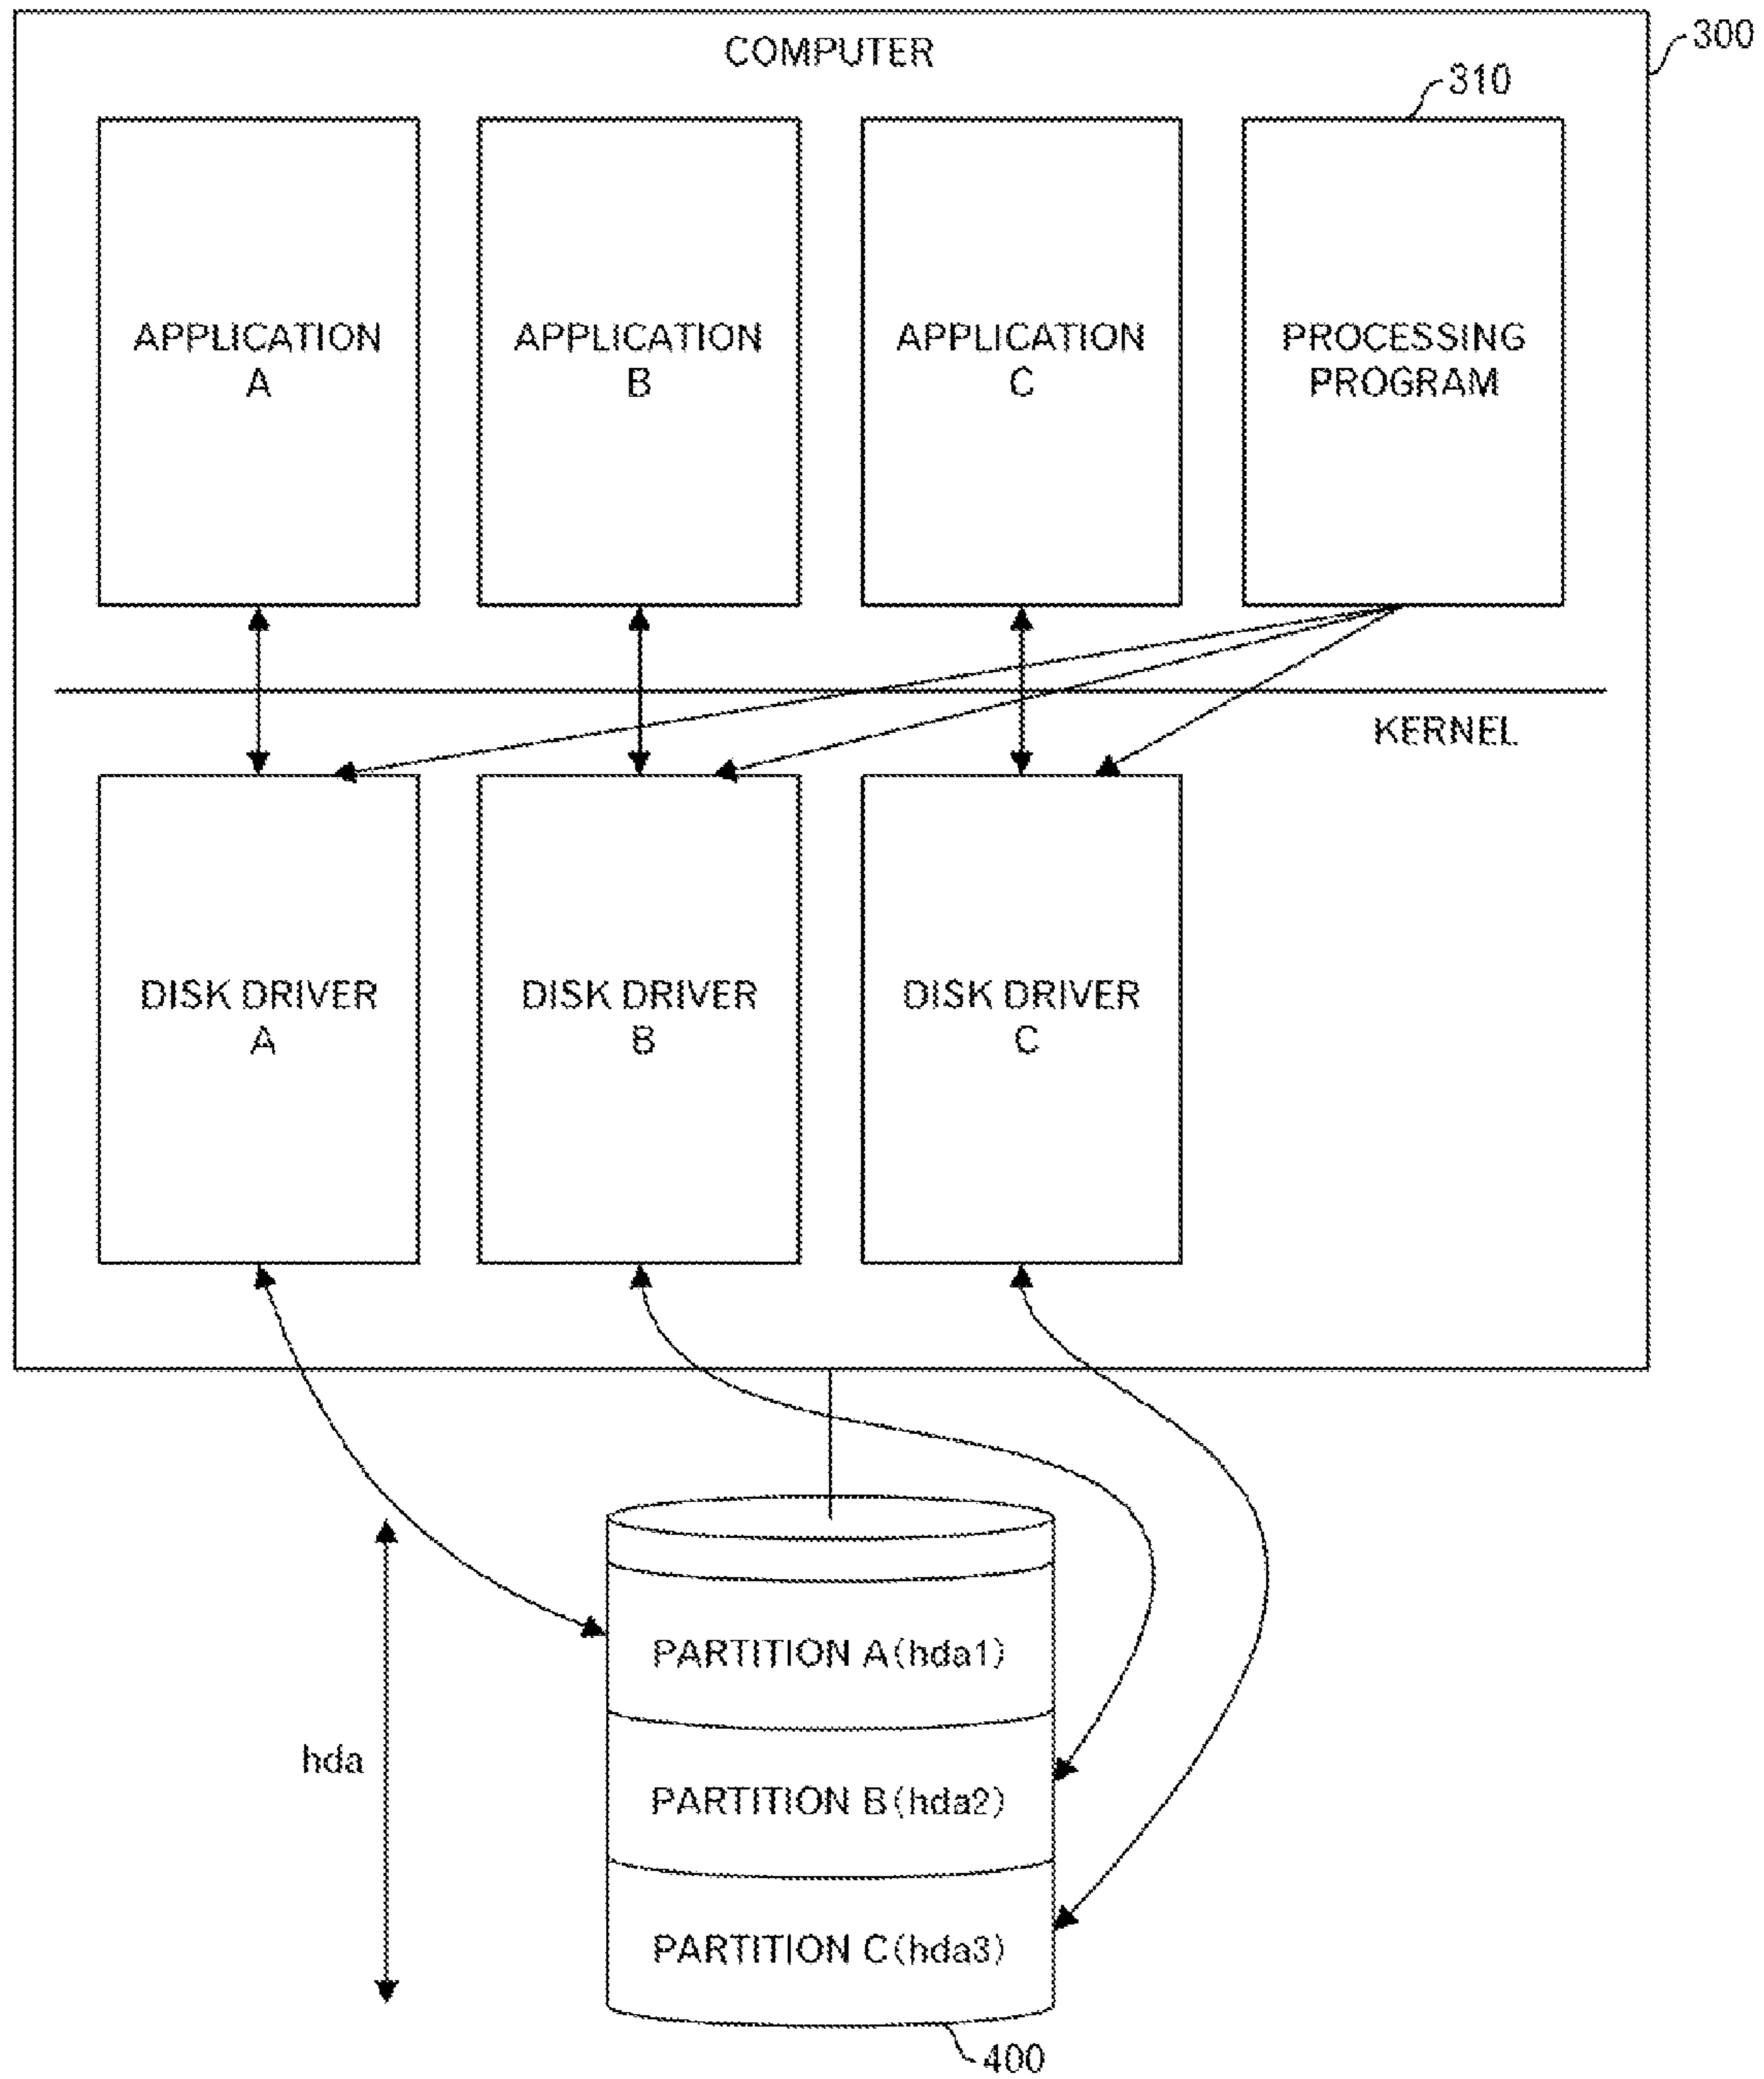 COMPUTER
300
310
APPLICATION
A
APPLICATION
B
APPLICATION
C
PROCESSING
PROGRAM
KERNEL
DISK DRIVER
A
DISK DRIVER
B
DISK DRIVER
C
hda
PARTITION A(hda1)
PARTITION B(hda2)
PARTITION C(hda3)
400